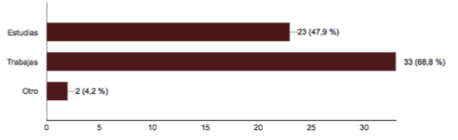 Estudias 23 (47,9 %)
Trabajas 33 (68,8 %)
Otro 2 (4,2 %)
0 5 10 15 20 25 30